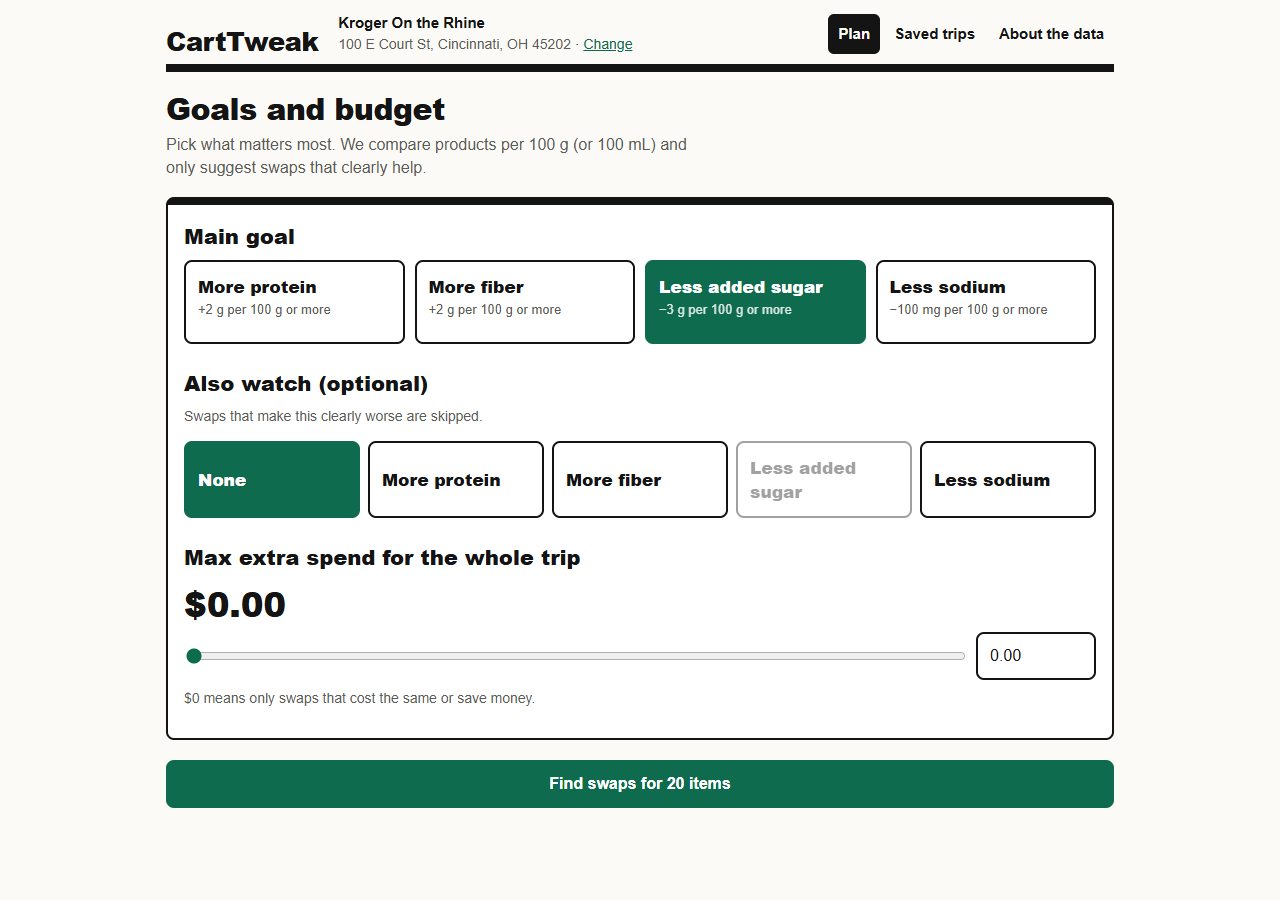 CartTweak
Kroger On the Rhine
100 E Court St, Cincinnati, OH 45202 · Change
Plan
Saved trips
About the data
Goals and budget
Pick what matters most. We compare products per 100 g (or 100 mL) and
only suggest swaps that clearly help.
Main goal
More protein
+2 g per 100 g or more
More fiber
+2 g per 100 g or more
Less added sugar
−3 g per 100 g or more
Less sodium
−100 mg per 100 g or more
Also watch (optional)
Swaps that make this clearly worse are skipped.
None
More protein
More fiber
Less added
sugar
Less sodium
Max extra spend for the whole trip
$0.00
0.00
$0 means only swaps that cost the same or save money.
Find swaps for 20 items